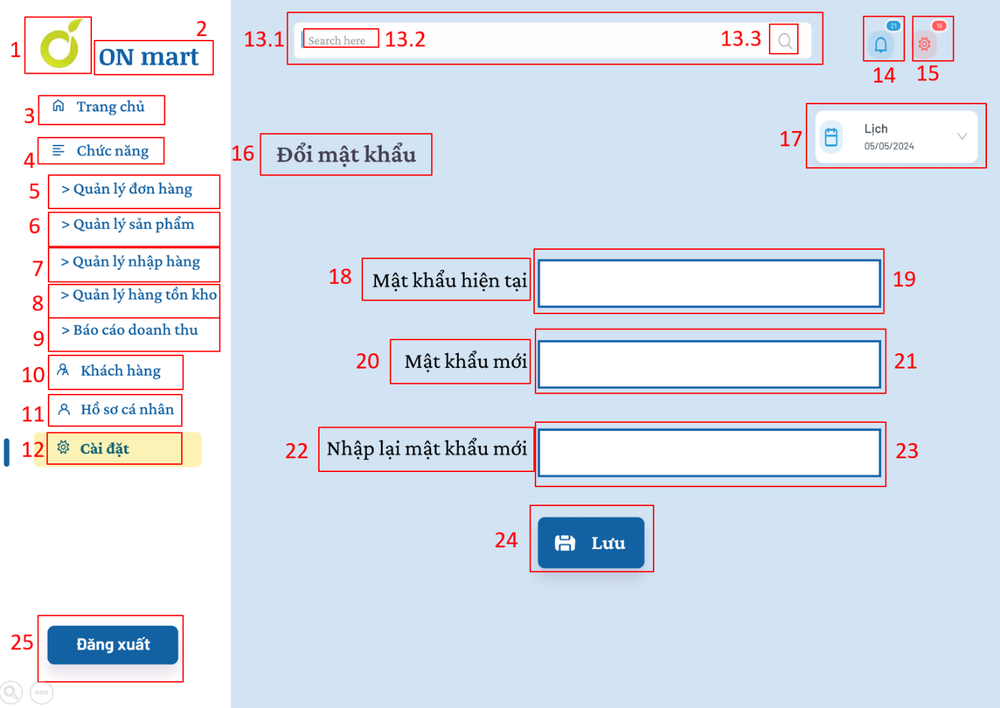 1
2
ON mart
3
Trang chủ
4
Chức năng
5
> Quản lý đơn hàng
6
> Quản lý sản phẩm
7
> Quản lý nhập hàng
8
> Quản lý hàng tồn kho
9
> Báo cáo doanh thu
10
Khách hàng
11
Hồ sơ cá nhân
12
Cài đặt
25
Đăng xuất
13.1
Search here
13.2
13.3
21
14
19
15
16
Đổi mật khẩu
17
Lịch
05/05/2024
18
Mật khẩu hiện tại
19
20
Mật khẩu mới
21
22
Nhập lại mật khẩu mới
23
24
Lưu